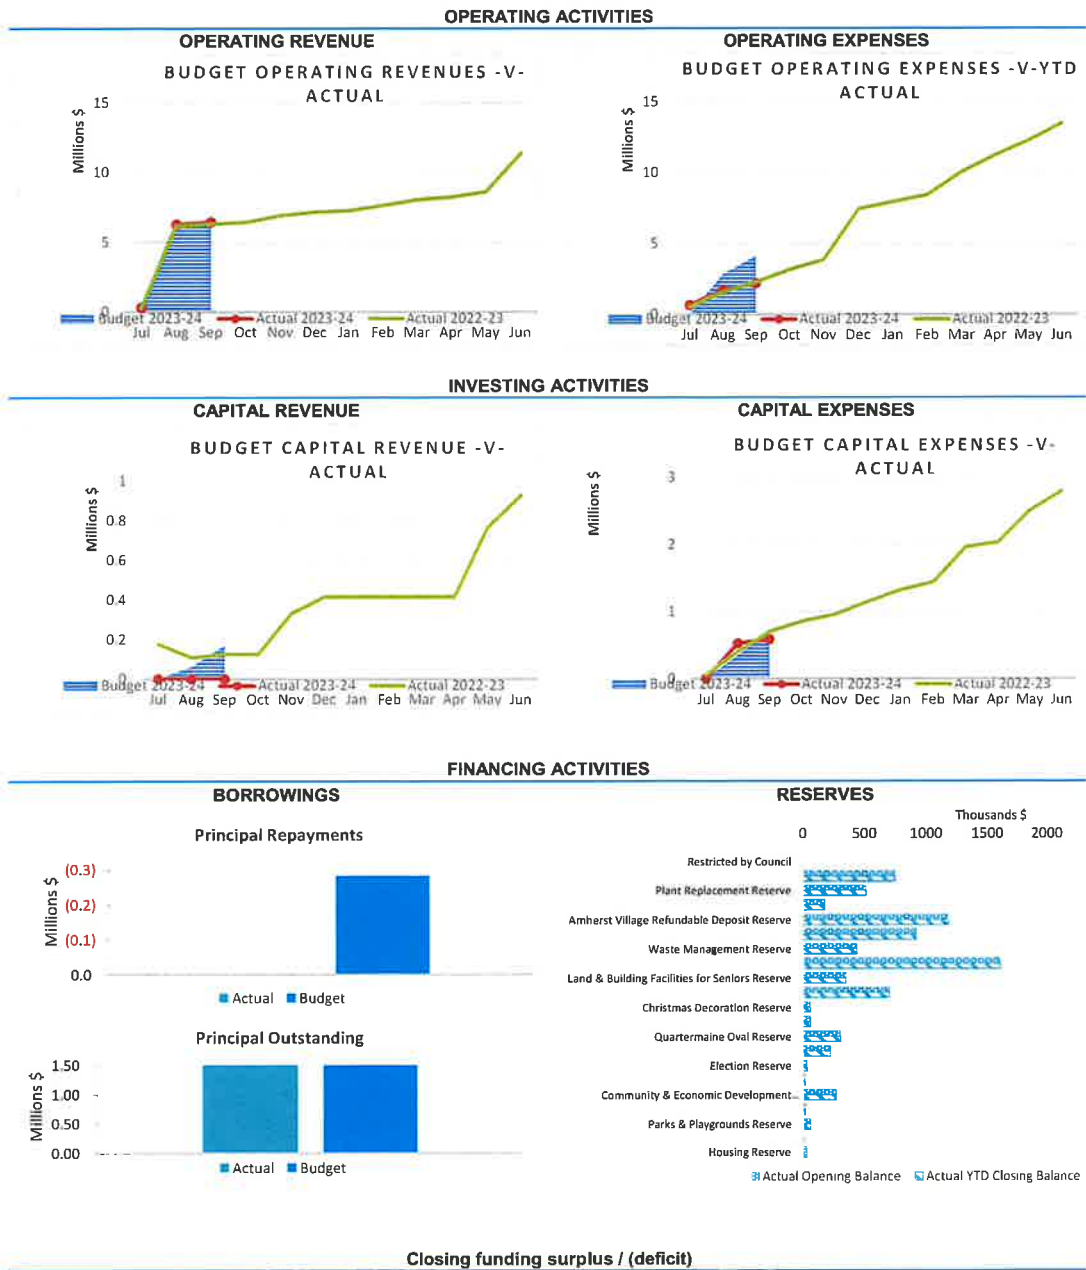 OPERATING ACTIVITIES
OPERATING REVENUE
BUDGET OPERATING REVENUES -V-
ACTUAL
Millions $
15
10
5
0
Budget 2023-24 Actual 2023-24 Actual 2022-23
Jul Aug Sep Oct Nov Dec Jan Feb Mar Apr May Jun
OPERATING EXPENSES
BUDGET OPERATING EXPENSES -V-YTD
ACTUAL
Millions $
15
10
5
0
Budget 2023-24 Actual 2023-24 Actual 2022-23
Jul Aug Sep Oct Nov Dec Jan Feb Mar Apr May Jun
INVESTING ACTIVITIES
CAPITAL REVENUE
BUDGET CAPITAL REVENUE -V-
ACTUAL
Millions $
1
0.8
0.6
0.4
0.2
0
Budget 2023-24 Actual 2023-24 Actual 2022-23
Jul Aug Sep Oct Nov Dec Jan Feb Mar Apr May Jun
CAPITAL EXPENSES
BUDGET CAPITAL EXPENSES -V-
ACTUAL
Millions $
3
2
1
Budget 2023-24 Actual 2023-24 Actual 2022-23
Jul Aug Sep Oct Nov Dec Jan Feb Mar Apr May Jun
FINANCING ACTIVITIES
BORROWINGS
Principal Repayments
Millions $
(0.3)
(0.2)
(0.1)
0.0
Actual Budget
Principal Outstanding
Millions $
1.50
1.00
0.50
0.00
Actual Budget
RESERVES
Thousands $
0 500 1000 1500 2000
Restricted by Council
Plant Replacement Reserve
Amherst Village Refundable Deposit Reserve
Waste Management Reserve
Land & Building Facilities for Seniors Reserve
Christmas Decoration Reserve
Quartermaine Oval Reserve
Election Reserve
Community & Economic Development...
Parks & Playgrounds Reserve
Housing Reserve
Actual Opening Balance Actual YTD Closing Balance
Closing funding surplus / (deficit)